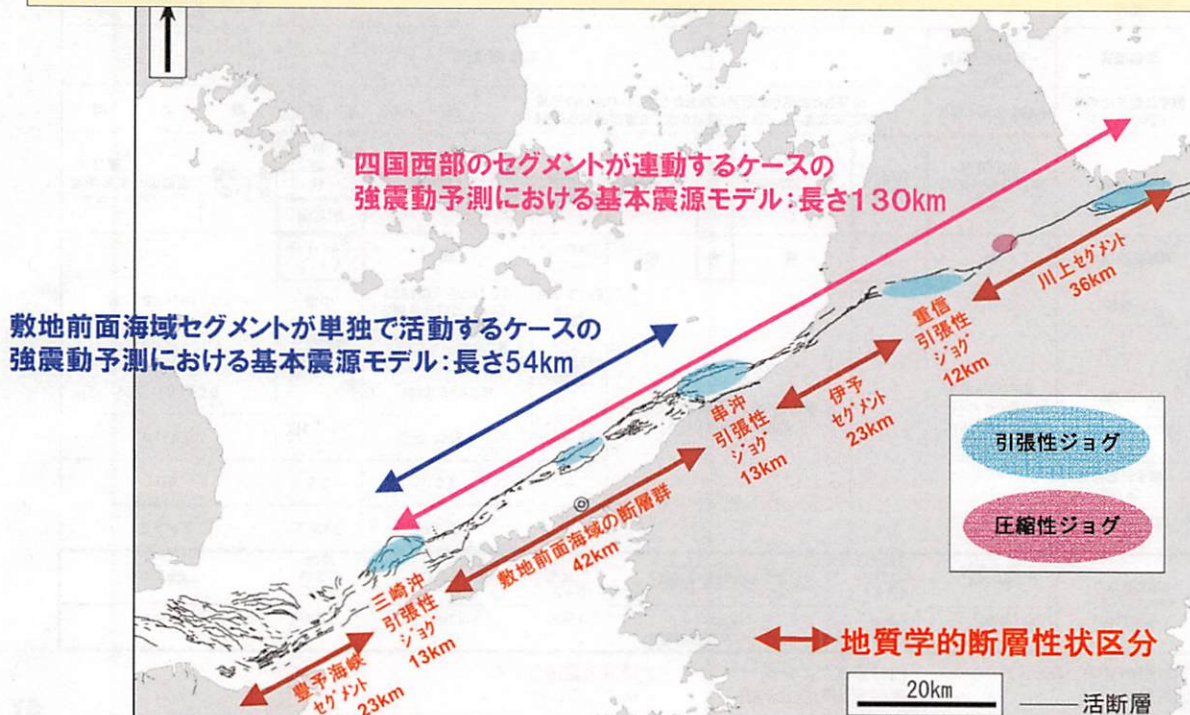 四国西部のセグメントが連動するケースの
強震動予測における基本震源モデル:長さ130km
敷地前面海域セグメントが単独で活動するケースの
強震動予測における基本震源モデル:長さ54km
川上セグメント
36km
重信
引張性
ジョグ
12km
伊予
セグメント
23km
串沖
引張性
ジョグ
13km
敷地前面海域の断層群
42km
三崎沖
引張性
ジョグ
13km
豊予海峡
セグメント
23km
引張性ジョグ
圧縮性ジョグ
地質学的断層性状区分
20km
活断層